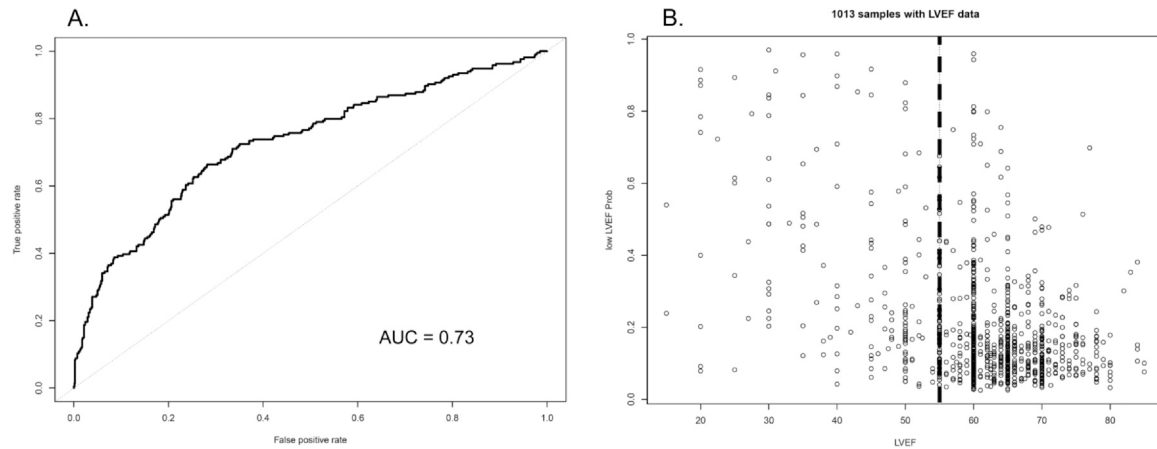 A.
1.0
0.8
0.6
0.4
0.2
0.0
True positive rate
AUC = 0.73
0.0 0.2 0.4 0.6 0.8 1.0
False positive rate
B.
1013 samples with LVEF data
1.0
0.8
0.6
0.4
0.2
0.0
low LVEF Prob
20 30 40 50 60 70 80
LVEF